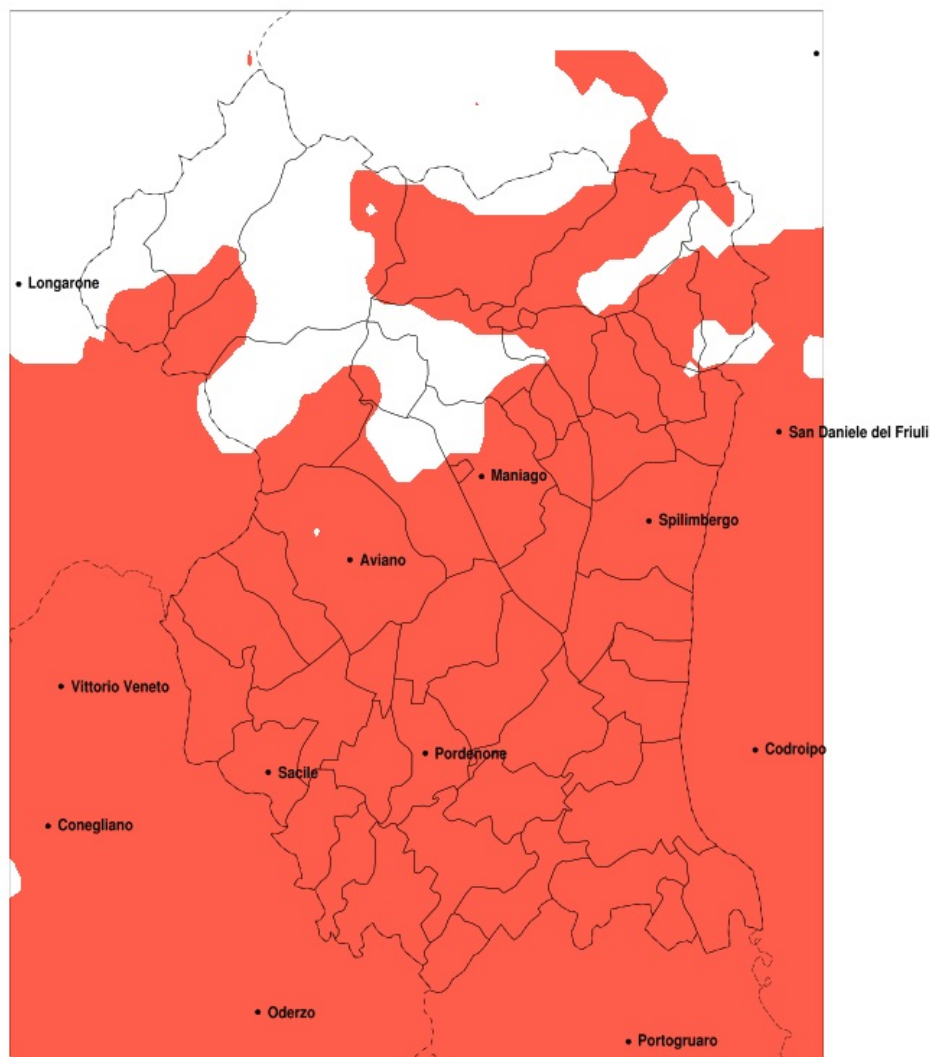 Longarone
San Daniele del Friuli
Maniago
Spilimbergo
Aviano
Vittorio Veneto
Codroipo
Pordenone
Sacile
Conegliano
Oderzo
Portogruaro